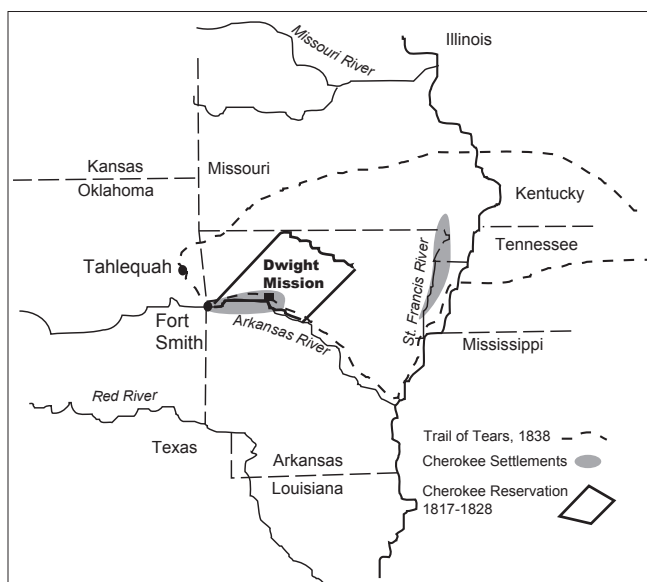 Illinois
Missouri River
Kansas
Missouri
Oklahoma
Kentucky
Tennessee
Dwight
Mission
Tahlequah
St. Francis River
Fort
Smith
Arkansas River
Mississippi
Red River
Texas
Arkansas
Louisiana
Trail of Tears, 1838
Cherokee Settlements
Cherokee Reservation
1817-1828